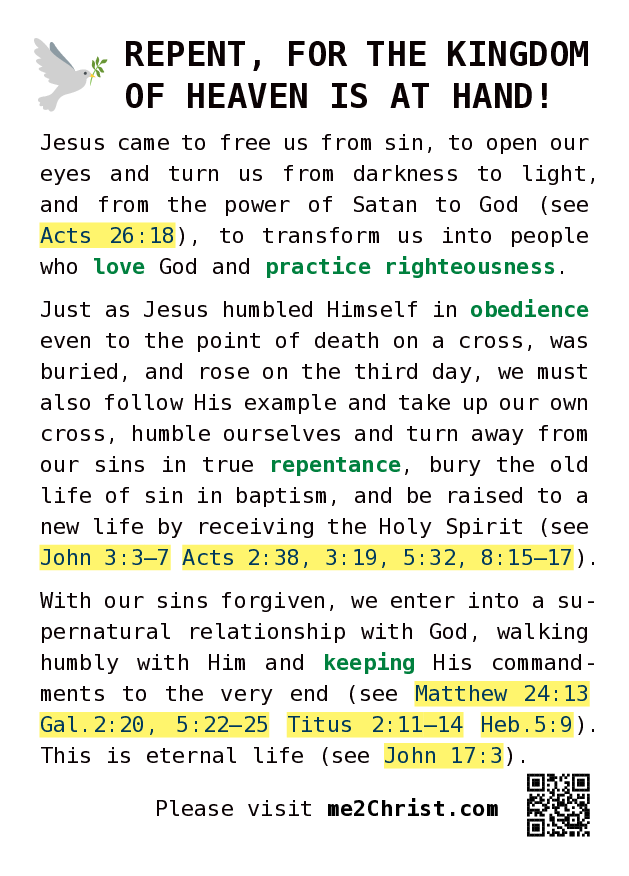 REPENT, FOR THE KINGDOM
OF HEAVEN IS AT HAND!
Jesus came to free us from sin, to open our
eyes and turn us from darkness to light,
and from the power of Satan to God (see
Acts 26:18), to transform us into people
who love God and practice righteousness.
Just as Jesus humbled Himself in obedience
even to the point of death on a cross, was
buried, and rose on the third day, we must
also follow His example and take up our own
cross, humble ourselves and turn away from
our sins in true repentance, bury the old
life of sin in baptism, and be raised to a
new life by receiving the Holy Spirit (see
John 3:3–7 Acts 2:38, 3:19, 5:32, 8:15–17).
With our sins forgiven, we enter into a su-
pernatural relationship with God, walking
humbly with Him and keeping His command-
ments to the very end (see Matthew 24:13
Gal.2:20, 5:22–25 Titus 2:11–14 Heb.5:9).
This is eternal life (see John 17:3).
Please visit me2Christ.com